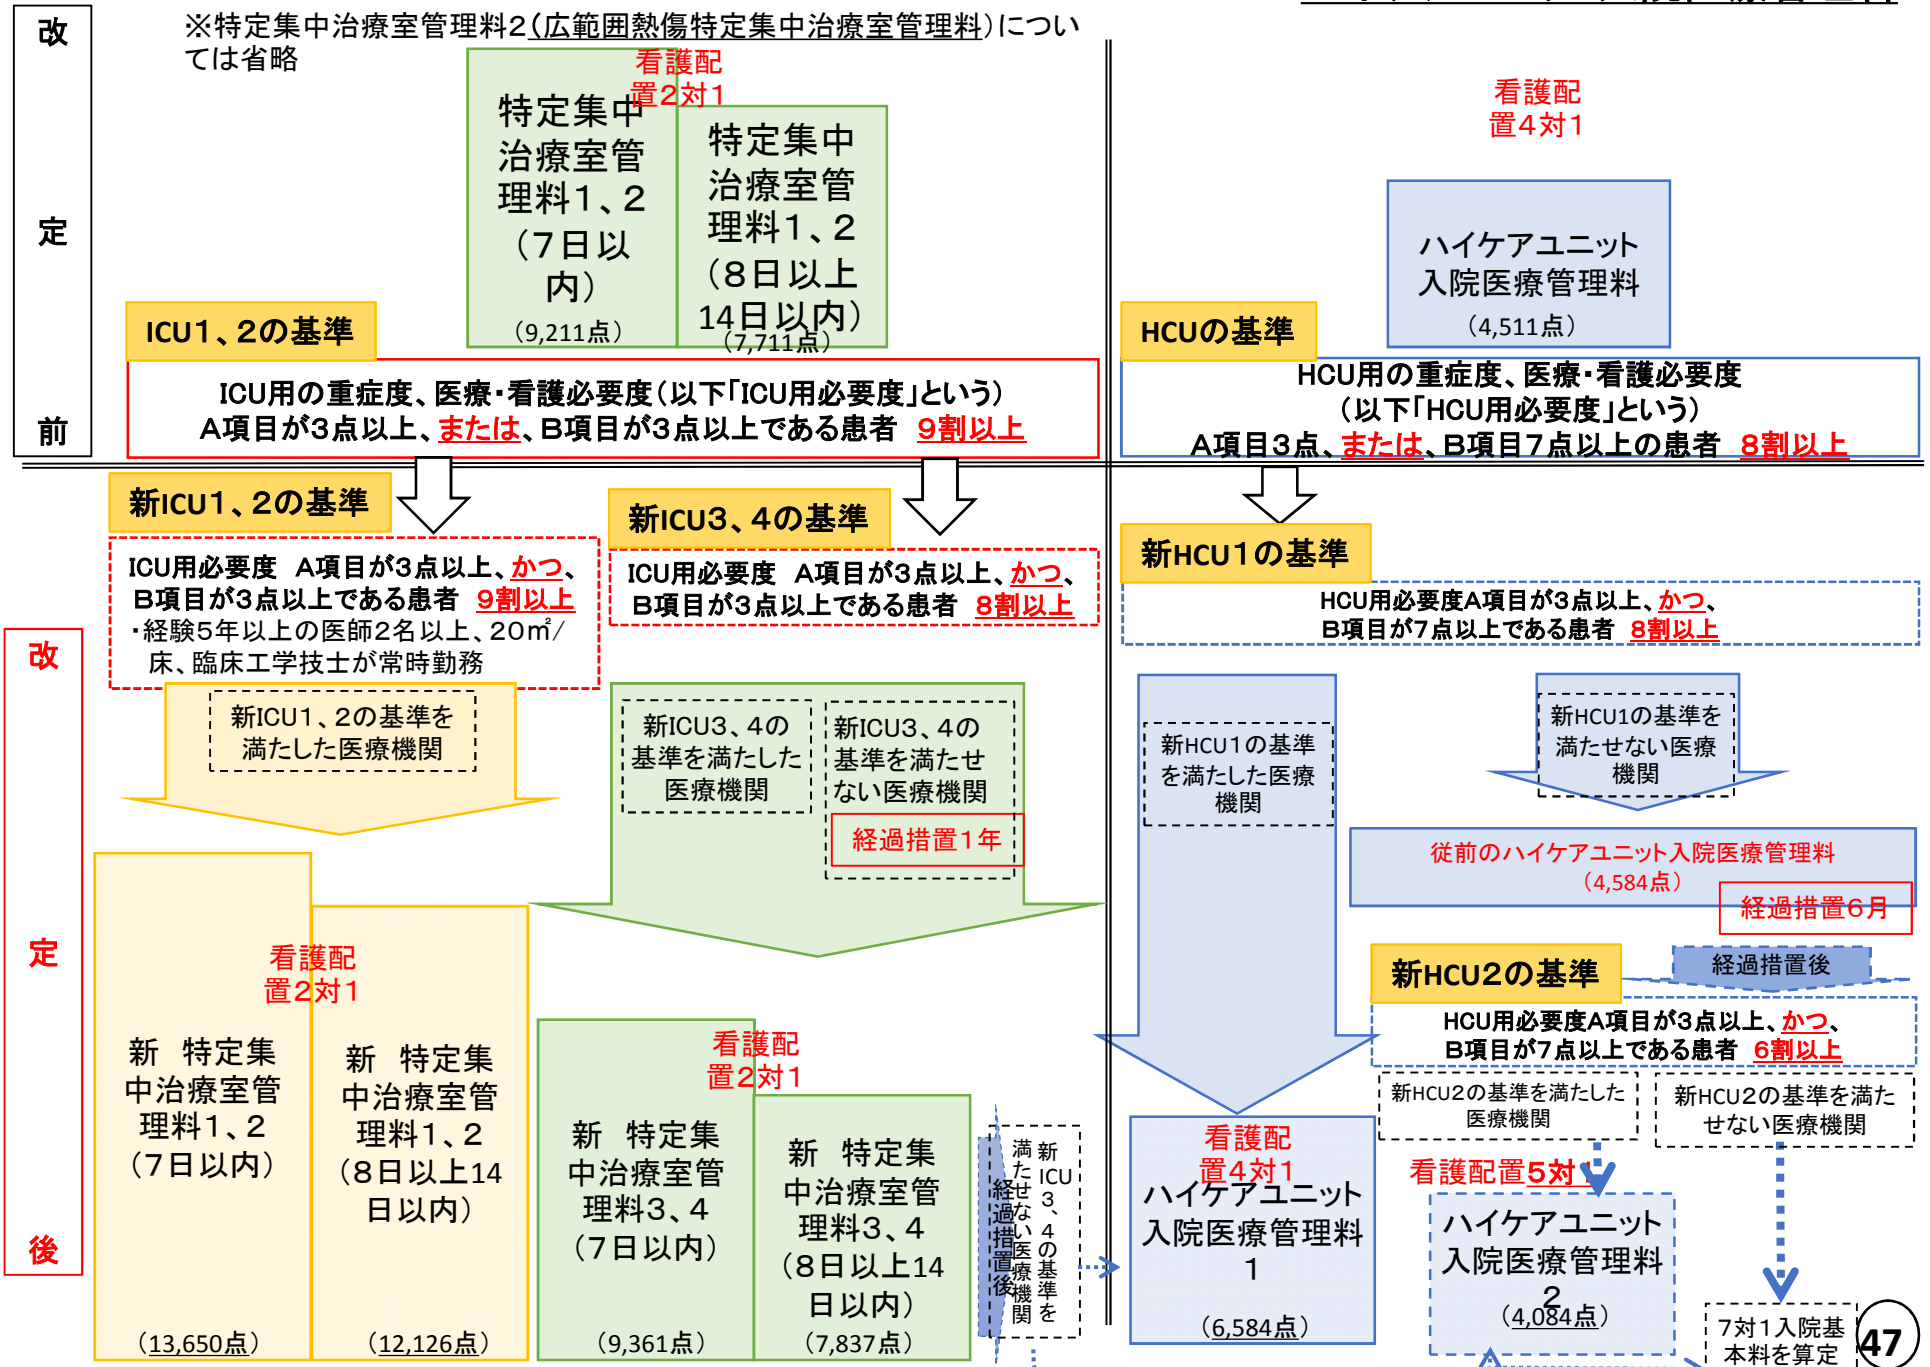 改
定
前
※特定集中治療室管理料2(広範囲熱傷特定集中治療室管理料)につい
ては省略
看護配
置2対1
特定集中
治療室管
理料1、2
(7日以
内)
(9,211点)
特定集中
治療室管
理料1、2
(8日以上
14日以内)
(7,711点)
ICU1、2の基準
ICU用の重症度、医療・看護必要度(以下「ICU用必要度」という)
A項目が3点以上、または、B項目が3点以上である患者 9割以上
看護配
置4対1
ハイケアユニット
入院医療管理料
(4,511点)
HCUの基準
HCU用の重症度、医療・看護必要度
(以下「HCU用必要度」という)
A項目3点、または、B項目7点以上の患者 8割以上
改
定
後
新ICU1、2の基準
ICU用必要度 A項目が3点以上、かつ、
B項目が3点以上である患者 9割以上
・経験5年以上の医師2名以上、20㎡/
床、臨床工学技士が常時勤務
新ICU3、4の基準
ICU用必要度 A項目が3点以上、かつ、
B項目が3点以上である患者 8割以上
新HCU1の基準
HCU用必要度A項目が3点以上、かつ、
B項目が7点以上である患者 8割以上
新ICU1、2の基準を
満たした医療機関
新ICU3、4の
基準を満たした
医療機関
新ICU3、4の
基準を満たせ
ない医療機関
経過措置1年
新HCU1の基準
を満たした医療
機関
新HCU1の基準を
満たせない医療
機関
従前のハイケアユニット入院医療管理料
(4,584点)
経過措置6月
新HCU2の基準
経過措置後
HCU用必要度A項目が3点以上、かつ、
B項目が7点以上である患者 6割以上
新HCU2の基準を満たした
医療機関
新HCU2の基準を満た
せない医療機関
看護配
置2対1
新 特定集
中治療室管
理料1、2
(7日以内)
(13,650点)
新 特定集
中治療室管
理料1、2
(8日以上14
日以内)
(12,126点)
看護配
置2対1
新 特定集
中治療室管
理料3、4
(7日以内)
(9,361点)
新 特定集
中治療室管
理料3、4
(8日以上14
日以内)
(7,837点)
経過措置後
新ICU3、4の基準を
満たせない医療機関
看護配
置4対1
ハイケアユニット
入院医療管理料
1
(6,584点)
看護配置5対1
ハイケアユニット
入院医療管理料
2
(4,084点)
7対1入院基
本料を算定
47